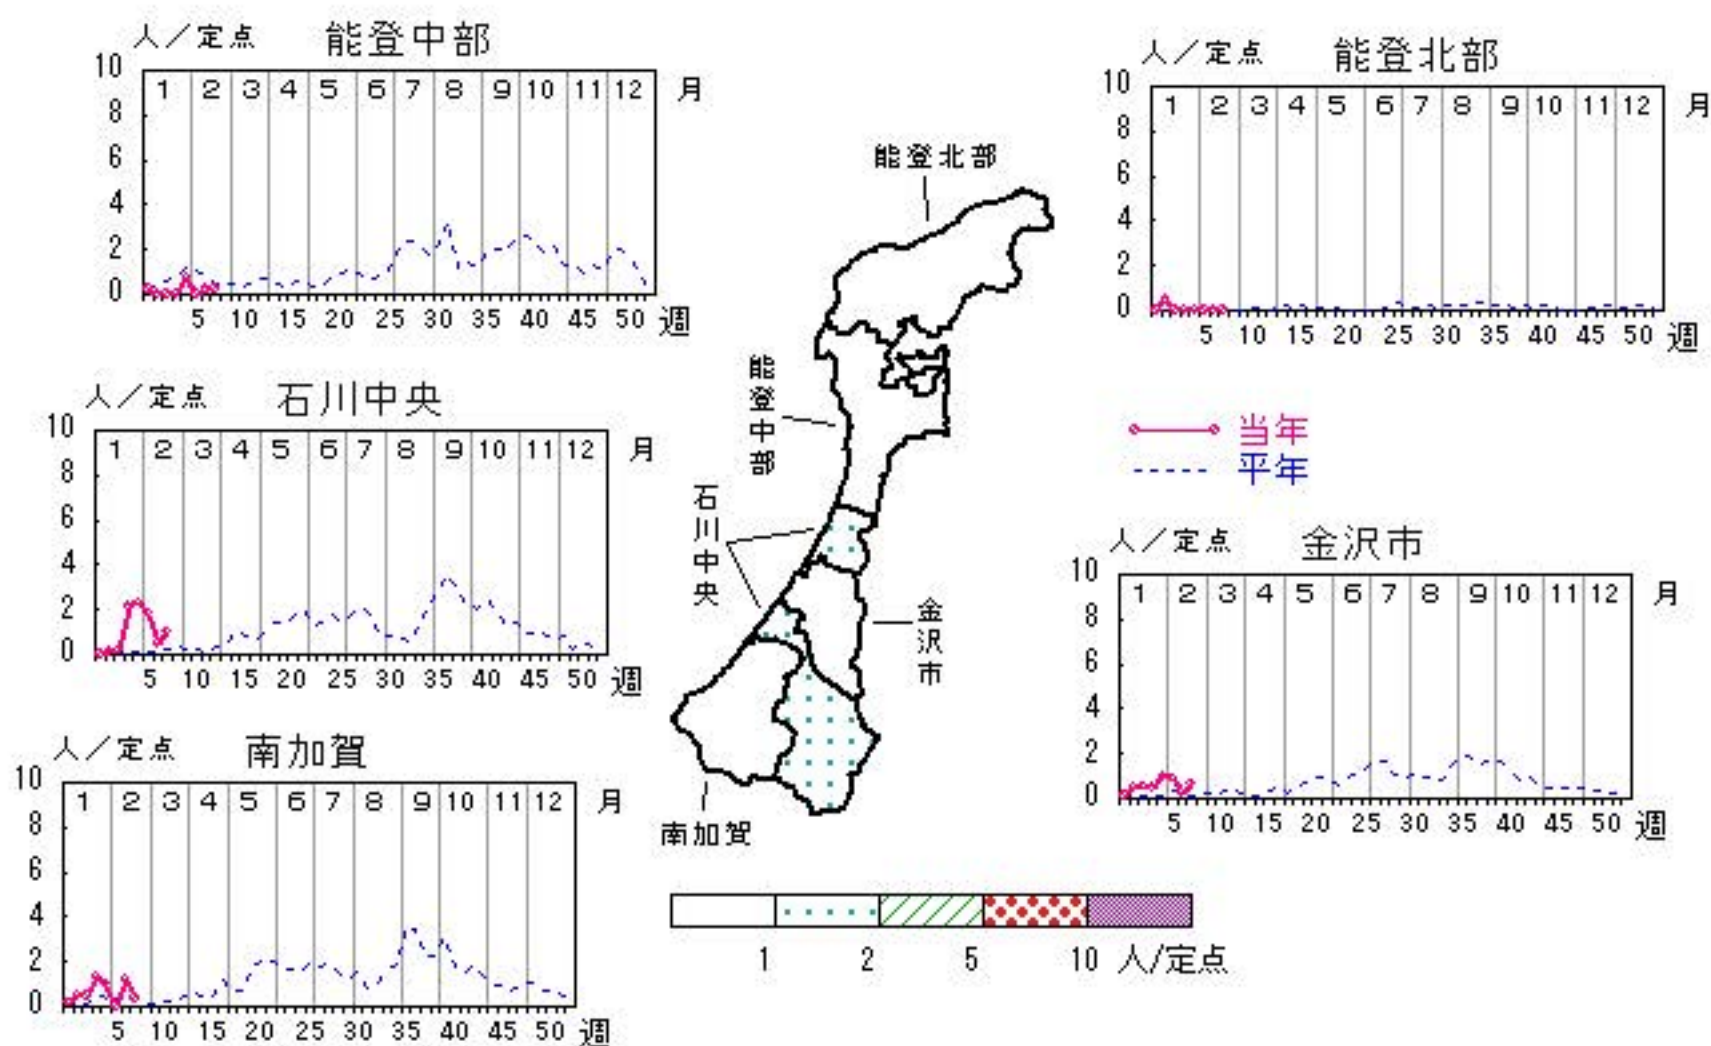 人／定点 能登中部
10 8 6 4 2 0
1 2 3 4 5 6 7 8 9 10 11 12 月
5 10 15 20 25 30 35 40 45 50 週
人／定点 能登北部
10 8 6 4 2 0
1 2 3 4 5 6 7 8 9 10 11 12 月
5 10 15 20 25 30 35 40 45 50 週
人／定点 石川中央
10 8 6 4 2 0
1 2 3 4 5 6 7 8 9 10 11 12 月
5 10 15 20 25 30 35 40 45 50 週
能登北部
能登中部
石川中央
金沢市
南加賀
当年
平年
人／定点 金沢市
10 8 6 4 2 0
1 2 3 4 5 6 7 8 9 10 11 12 月
5 10 15 20 25 30 35 40 45 50 週
人／定点 南加賀
10 8 6 4 2 0
1 2 3 4 5 6 7 8 9 10 11 12 月
5 10 15 20 25 30 35 40 45 50 週
1 2 5 10 人/定点